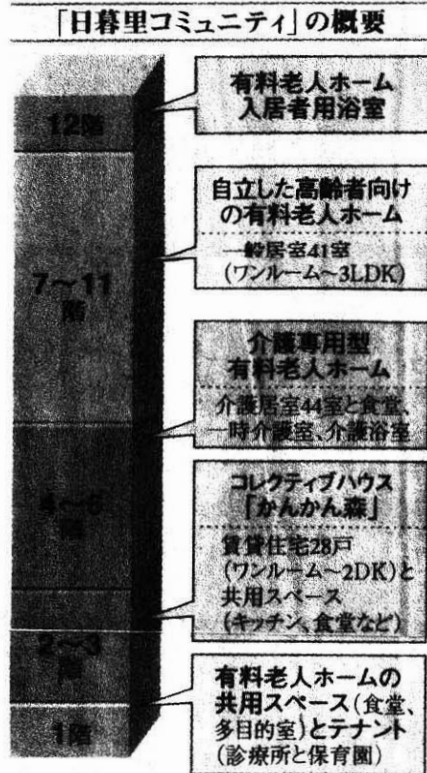 「日暮里コミュニティ」の概要
12階
有料老人ホーム
入居者用浴室
7〜11
階
自立した高齢者向け
の有料老人ホーム
一般居室41室
(ワンルーム〜3LDK)
介護専用型
有料老人ホーム
介護居室44室と食堂
一時介護室、介護浴室
4〜6
階
コレクティブハウス
「かんかん森」
賃貸住宅28戸
(ワンルーム〜2DK)と
共用スペース
(キッチン、食堂など)
2〜3
階
有料老人ホームの
共用スペース(食堂、
多目的室)とテナント
(診療所と保育園)
1階